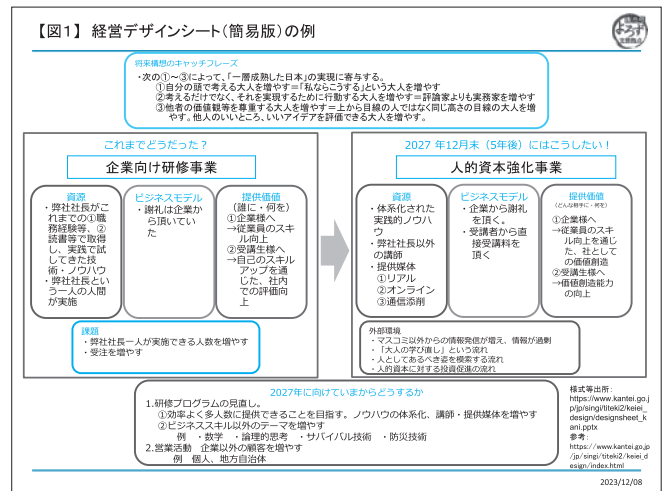 【図１】 経営デザインシート(簡易版)の例
よろず
将来構想のキャッチフレーズ
・次の①～③によって、「一層成熟した日本」の実現に寄与する。
①自分の頭で考える大人を増やす＝「私ならこうする」という大人を増やす
②考えるだけでなく、それを実現するために行動する大人を増やす＝評論家よりも実務家を増やす
③他者の価値観等を尊重する大人を増やす＝上から目線の人ではなく同じ高さの目線の大人を増
やす。他人のいいところ、いいアイデアを評価できる大人を増やす。
これまでどうだった？
企業向け研修事業
資源
・弊社社長がこ
れまでの①職
務経験等、②
読書等で取得
し、実践で試
してきた技
術・ノウハウ
・弊社社長とい
う一人の人間
が実施
ビジネスモデル
・謝礼は企業か
ら頂いてい
た
提供価値
(誰に・何を)
①企業様へ
→従業員のスキ
ル向上
②受講生様へ
→自己のスキル
アップを通
じた、社内
での評価向
上
課題
・弊社社長一人が実施できる人数を増やす
・受注を増やす
2027 年12月末（5年後）にはこうしたい！
人的資本強化事業
資源
・体系化された
実践的ノウハ
ウ
・弊社社長以外
の講師
・提供媒体
①リアル
②オンライン
③通信添削
ビジネスモデル
・企業から謝礼
を頂く。
・受講者から直
接受講料を
頂く
提供価値
(どんな相手に・何を)
①企業様へ
→従業員のスキ
ル向上を通じ
た、社として
の価値創造
②受講生様へ
→価値創造能力
の向上
外部環境
・マスコミ以外からの情報発信が増え、情報が過剰
・「大人の学び直し」という流れ
・人としてあるべき姿を模索する流れ
・人的資本に対する投資促進の流れ
2027年に向けていまからどうするか
1.研修プログラムの見直し。
①効率よく多人数に提供できることを目指す。ノウハウの体系化、講師・提供媒体を増やす
②ビジネススキル以外のテーマを増やす
例　・数学　・論理的思考　・サバイバル技術　・防災技術
2.営業活動　企業以外の顧客を増やす
例　個人、地方自治体
様式等出所：
https://www.kantei.go.j
p/jp/singi/titeki2/keiei_
design/designsheet_k
ani.pptx
参考：
https://www.kantei.go.jp
/jp/singi/titeki2/keiei_d
esign/index.html
2023/12/08